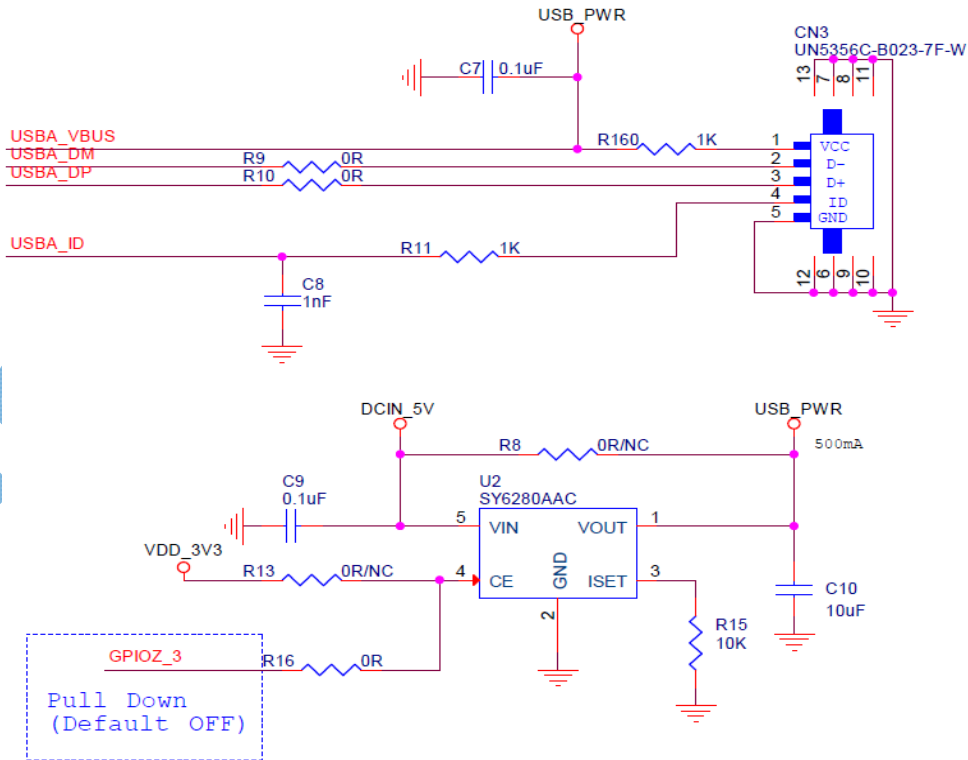 USB_PWR
CN3
UN5356C-B023-7F-W
C7 0.1uF
13 7 8 11
USBA_VBUS
R160 1K 1 VCC
USBA_DM
R9 0R 2 D-
USBA_DP
R10 0R 3 D+
4 ID
5 GND
USBA_ID
R11 1K
C8
1nF
12 6 9 10
DCIN_5V
USB_PWR
R8 0R/NC
500mA
C9
0.1uF
U2
SY6280AAC
5 VIN VOUT 1
VDD_3V3
R13 0R/NC 4 CE GND ISET 3
2
C10
10uF
R15
10K
GPIOZ_3
R16 0R
Pull Down
(Default OFF)